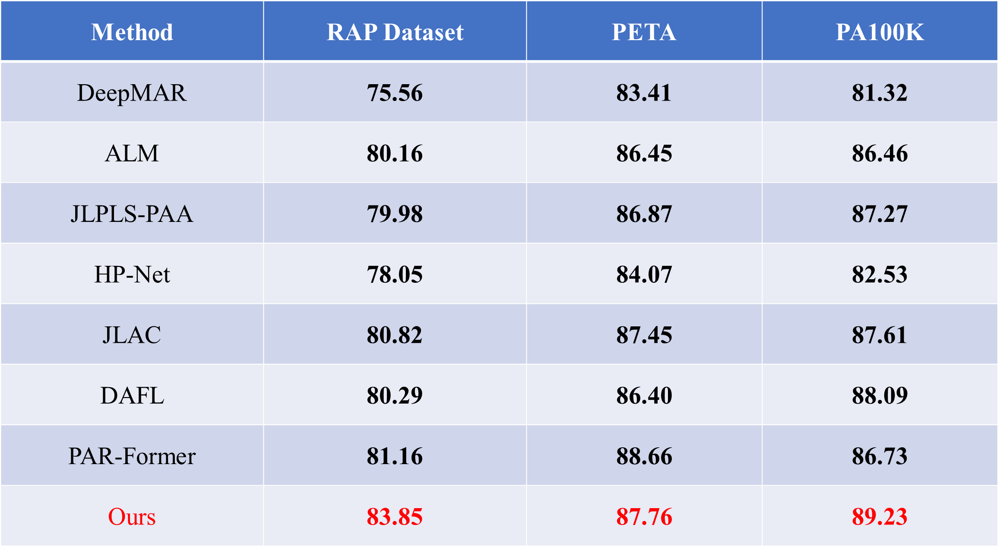 Method RAP Dataset PETA PA100K
DeepMAR 75.56 83.41 81.32
ALM 80.16 86.45 86.46
JLPLS-PAA 79.98 86.87 87.27
HP-Net 78.05 84.07 82.53
JLAC 80.82 87.45 87.61
DAFL 80.29 86.40 88.09
PAR-Former 81.16 88.66 86.73
Ours 83.85 87.76 89.23